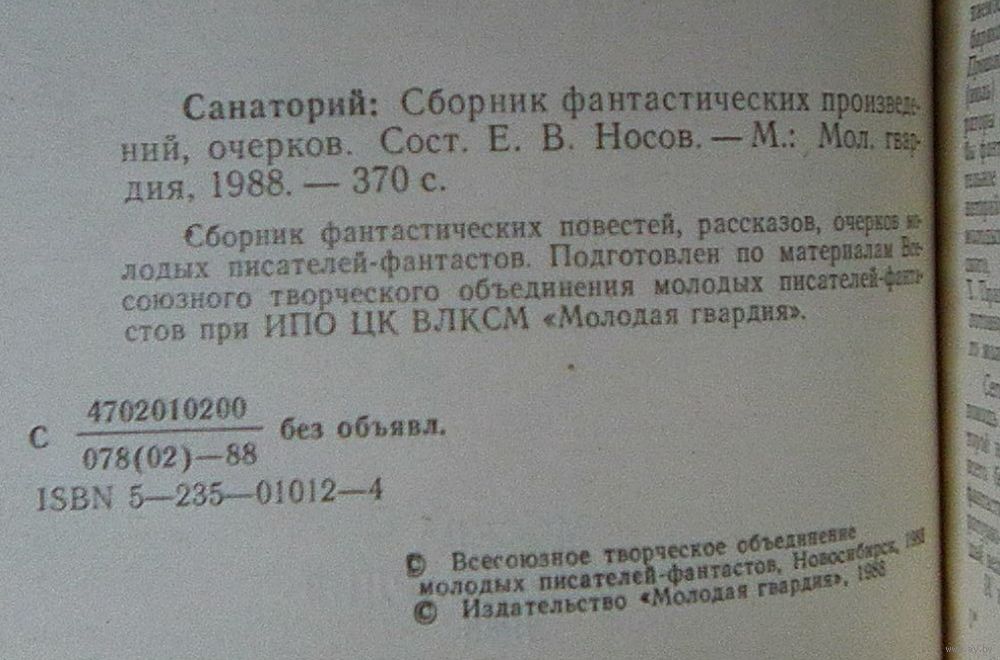 Санаторий: Сборник фантастических произведе-
ний, очерков. Сост. Е. В. Носов. — М.: Мол. гвар-
дия, 1988. — 370 с.
Сборник фантастических повестей, рассказов, очерков мо-
лодых писателей-фантастов. Подготовлен по материалам Все-
союзного творческого объединения молодых писателей-фанта-
стов при ИПО ЦК ВЛКСМ «Молодая гвардия».
С 4702010200 без объявл.
078(02)—88
ISBN 5—235—01012—4
© Всесоюзное творческое объединение
молодых писателей-фантастов, Новосибирск, 1988
© Издательство «Молодая гвардия», 1988